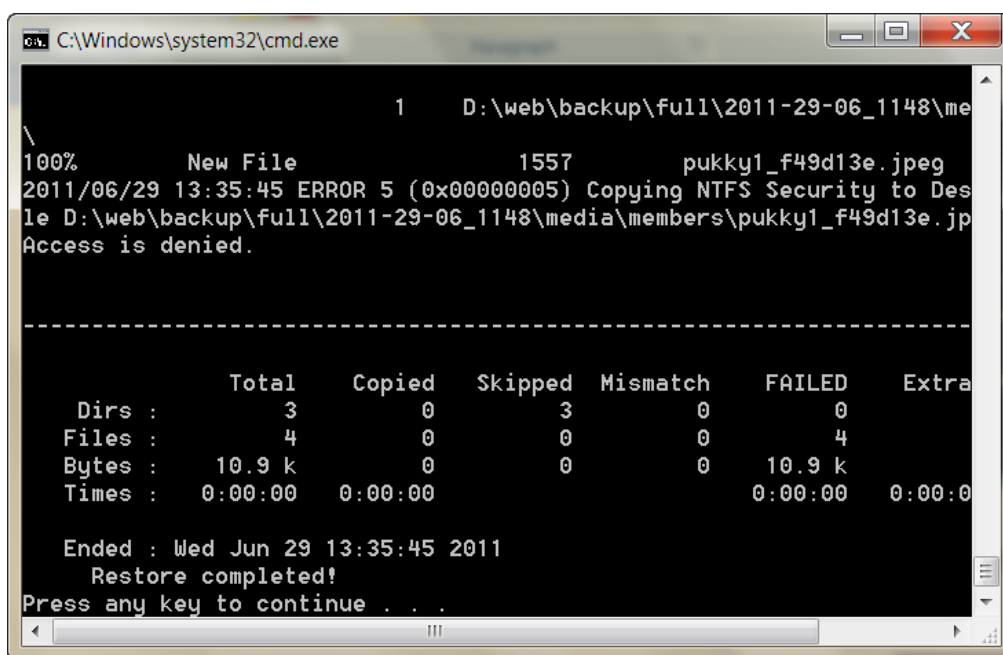 C:\Windows\system32\cmd.exe
1 D:\web\backup\full\2011-29-06_1148\me
\
100% New File 1557 pukky1_f49d13e.jpeg
2011/06/29 13:35:45 ERROR 5 (0x00000005) Copying NTFS Security to Des
le D:\web\backup\full\2011-29-06_1148\media\members\pukky1_f49d13e.jp
Access is denied.
---------------------------------------------------------------------
Total Copied Skipped Mismatch FAILED Extra
Dirs : 3 0 3 0 0
Files : 4 0 0 0 4
Bytes : 10.9 k 0 0 0 10.9 k
Times : 0:00:00 0:00:00 0:00:00 0:00:0
Ended : Wed Jun 29 13:35:45 2011
Restore completed!
Press any key to continue . . .